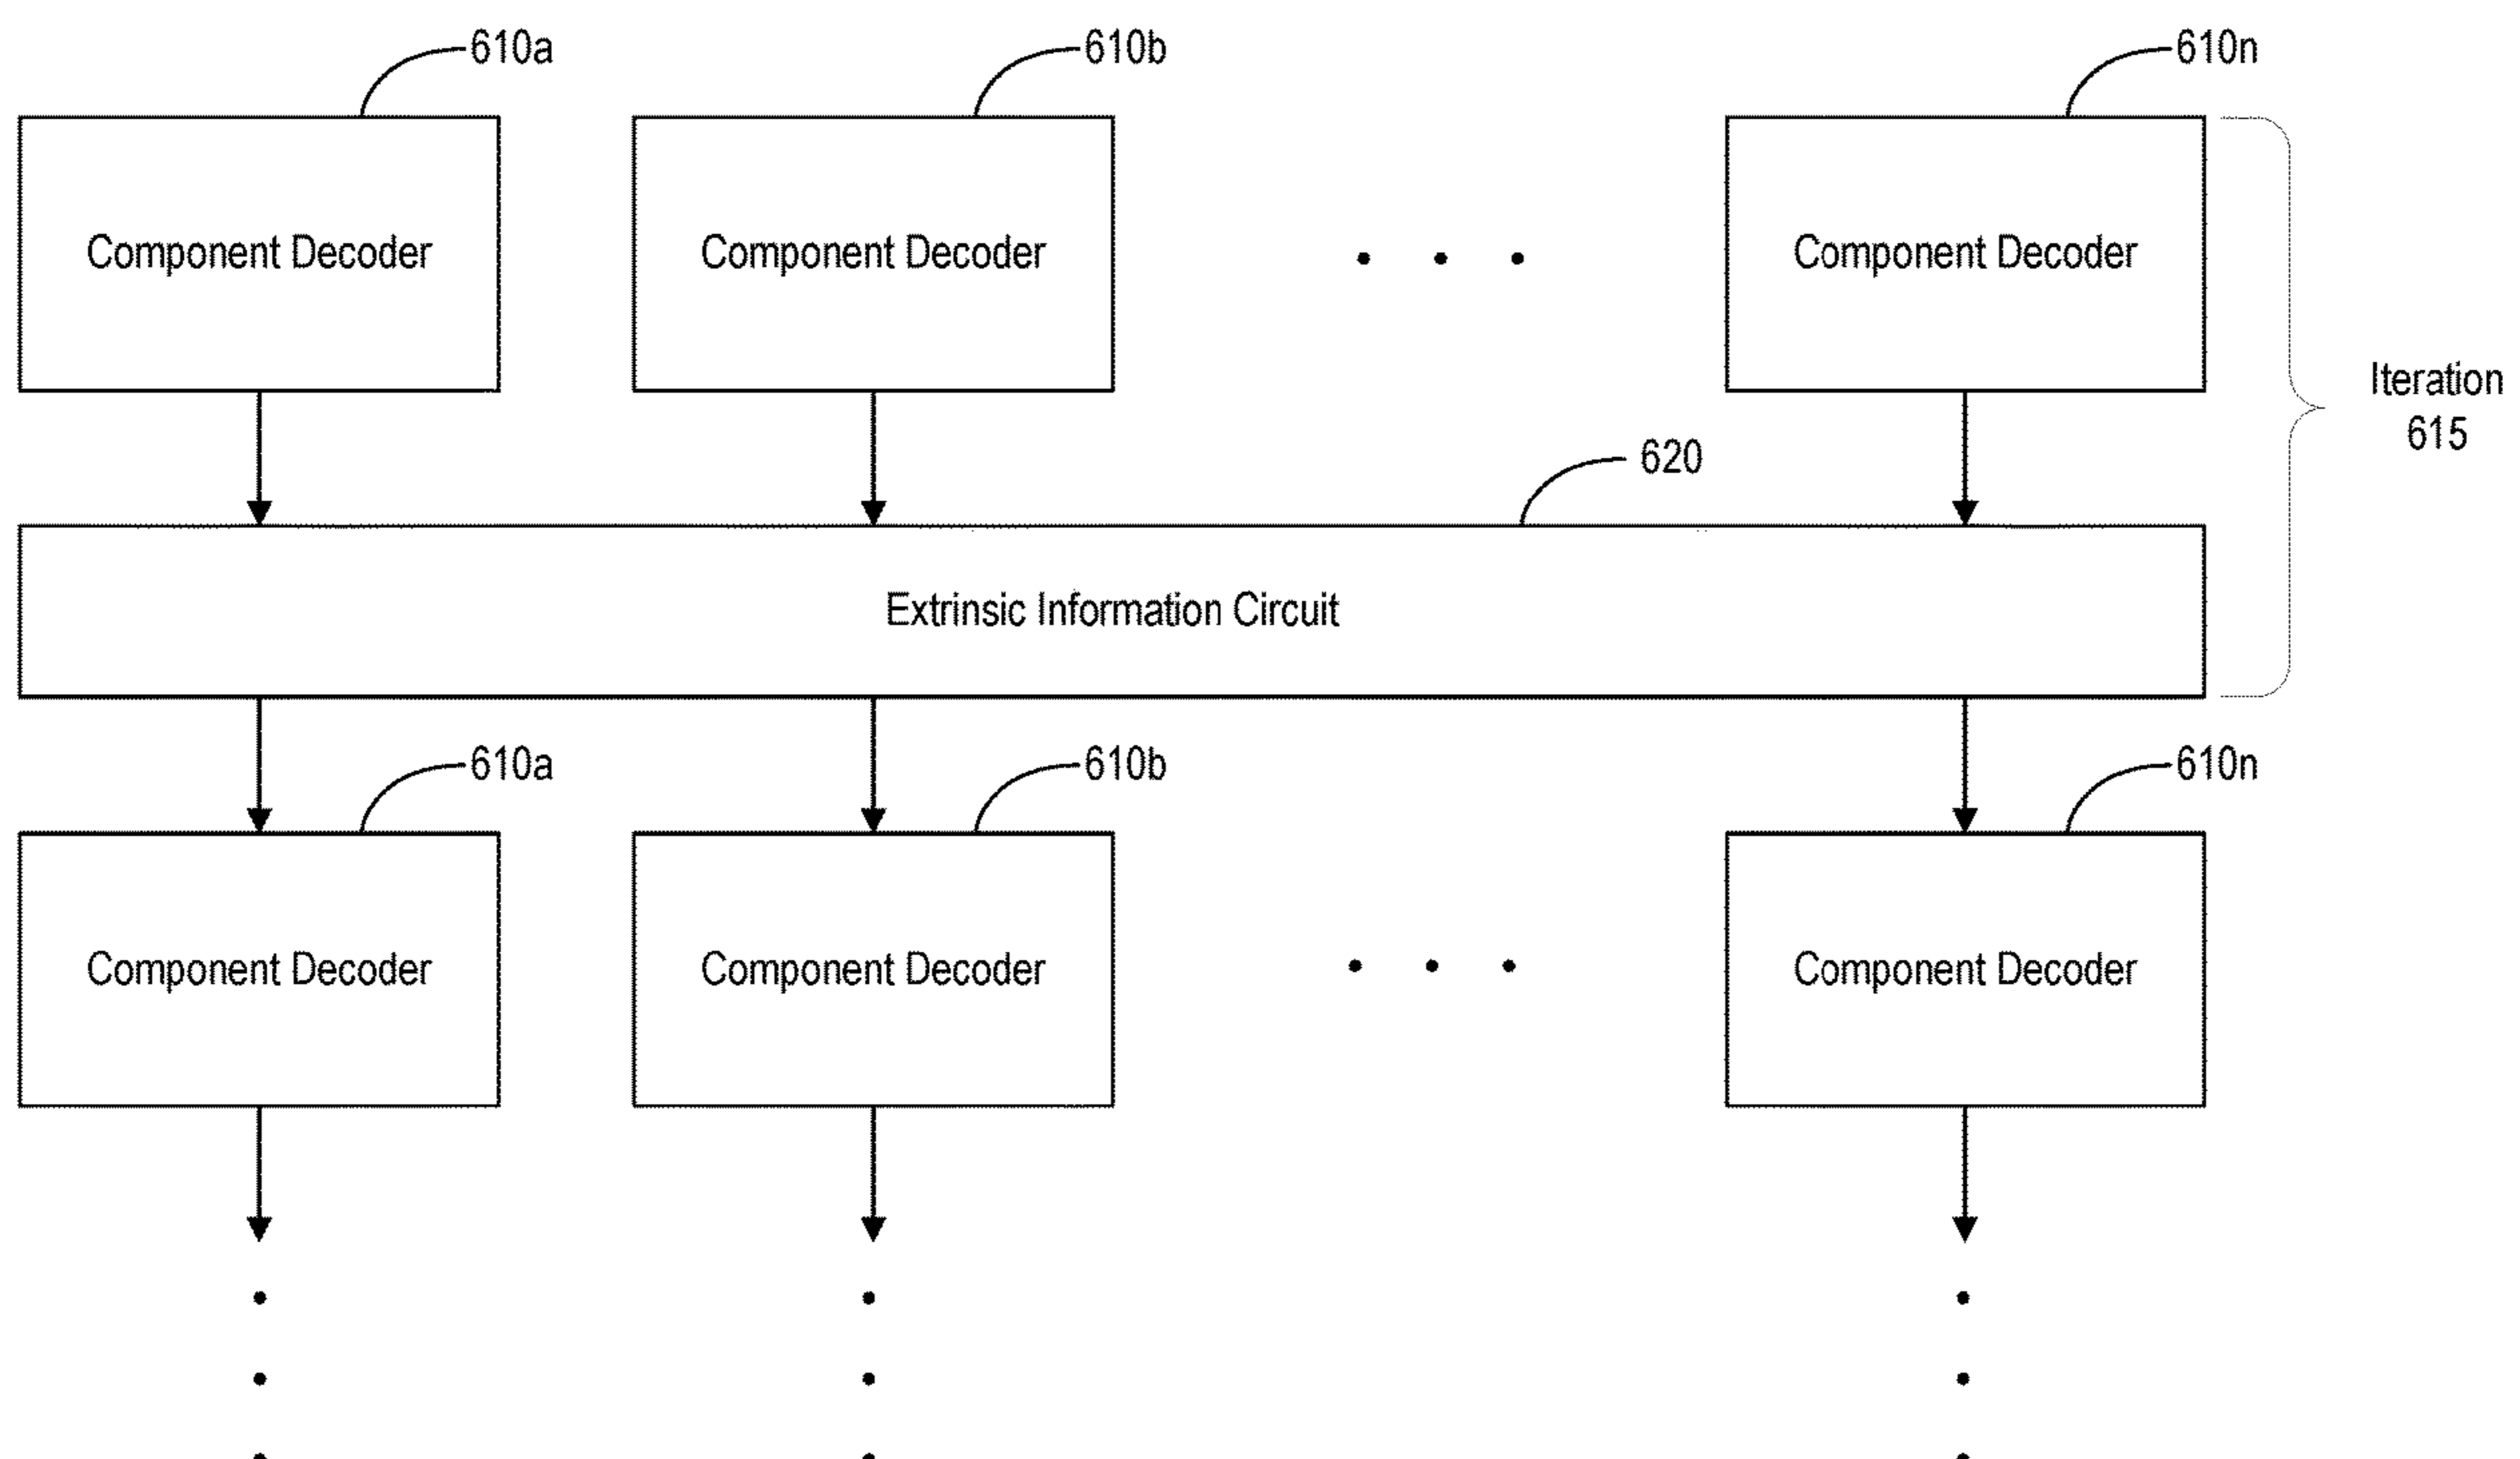 610a
610b
610n
Component Decoder
Component Decoder
Component Decoder
Iteration
615
620
Extrinsic Information Circuit
610a
610b
610n
Component Decoder
Component Decoder
Component Decoder